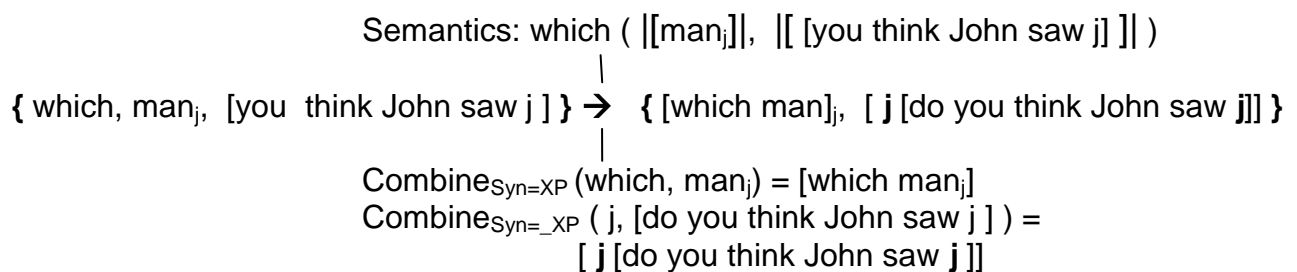 Semantics: which ( |[manj]|, |[ [you think John saw j] ]| )
{ which, manj, [you think John saw j ] } → { [which man]j, [ j [do you think John saw j]] }
CombineSyn=XP (which, manj) = [which manj]
CombineSyn=_XP ( j, [do you think John saw j ] ) =
[ j [do you think John saw j ]]